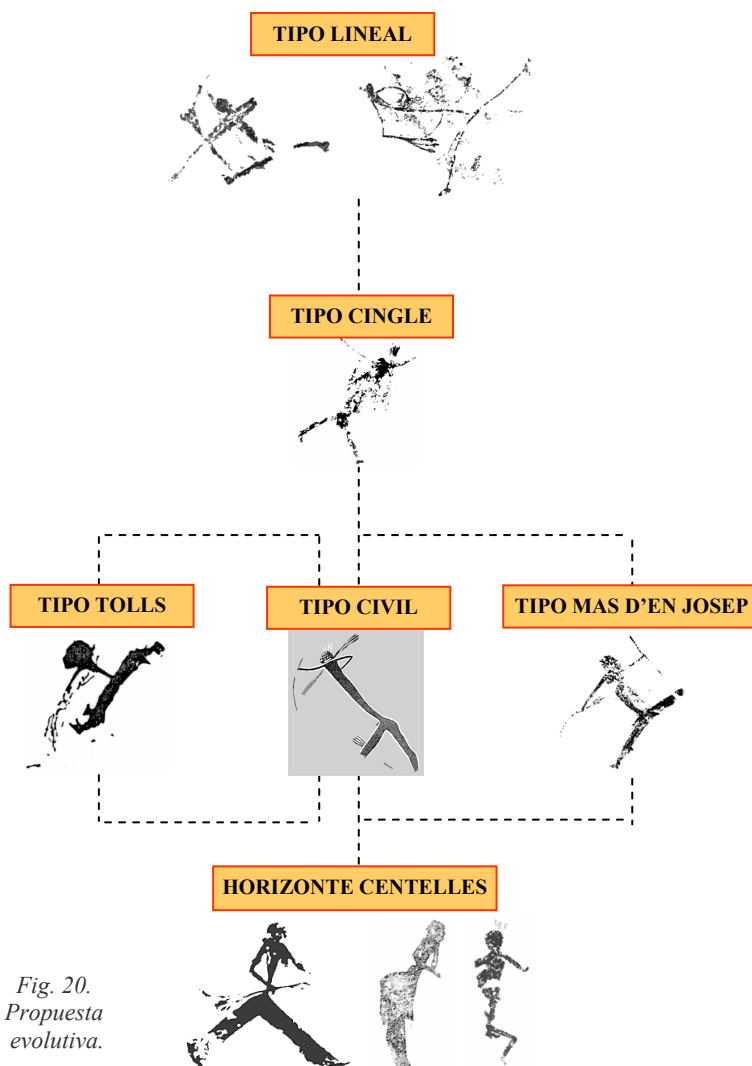 TIPO LINEAL
TIPO CINGLE
TIPO TOLLS
TIPO CIVIL
TIPO MAS D’EN JOSEP
HORIZONTE CENTELLES
Fig. 20.
Propuesta
evolutiva.